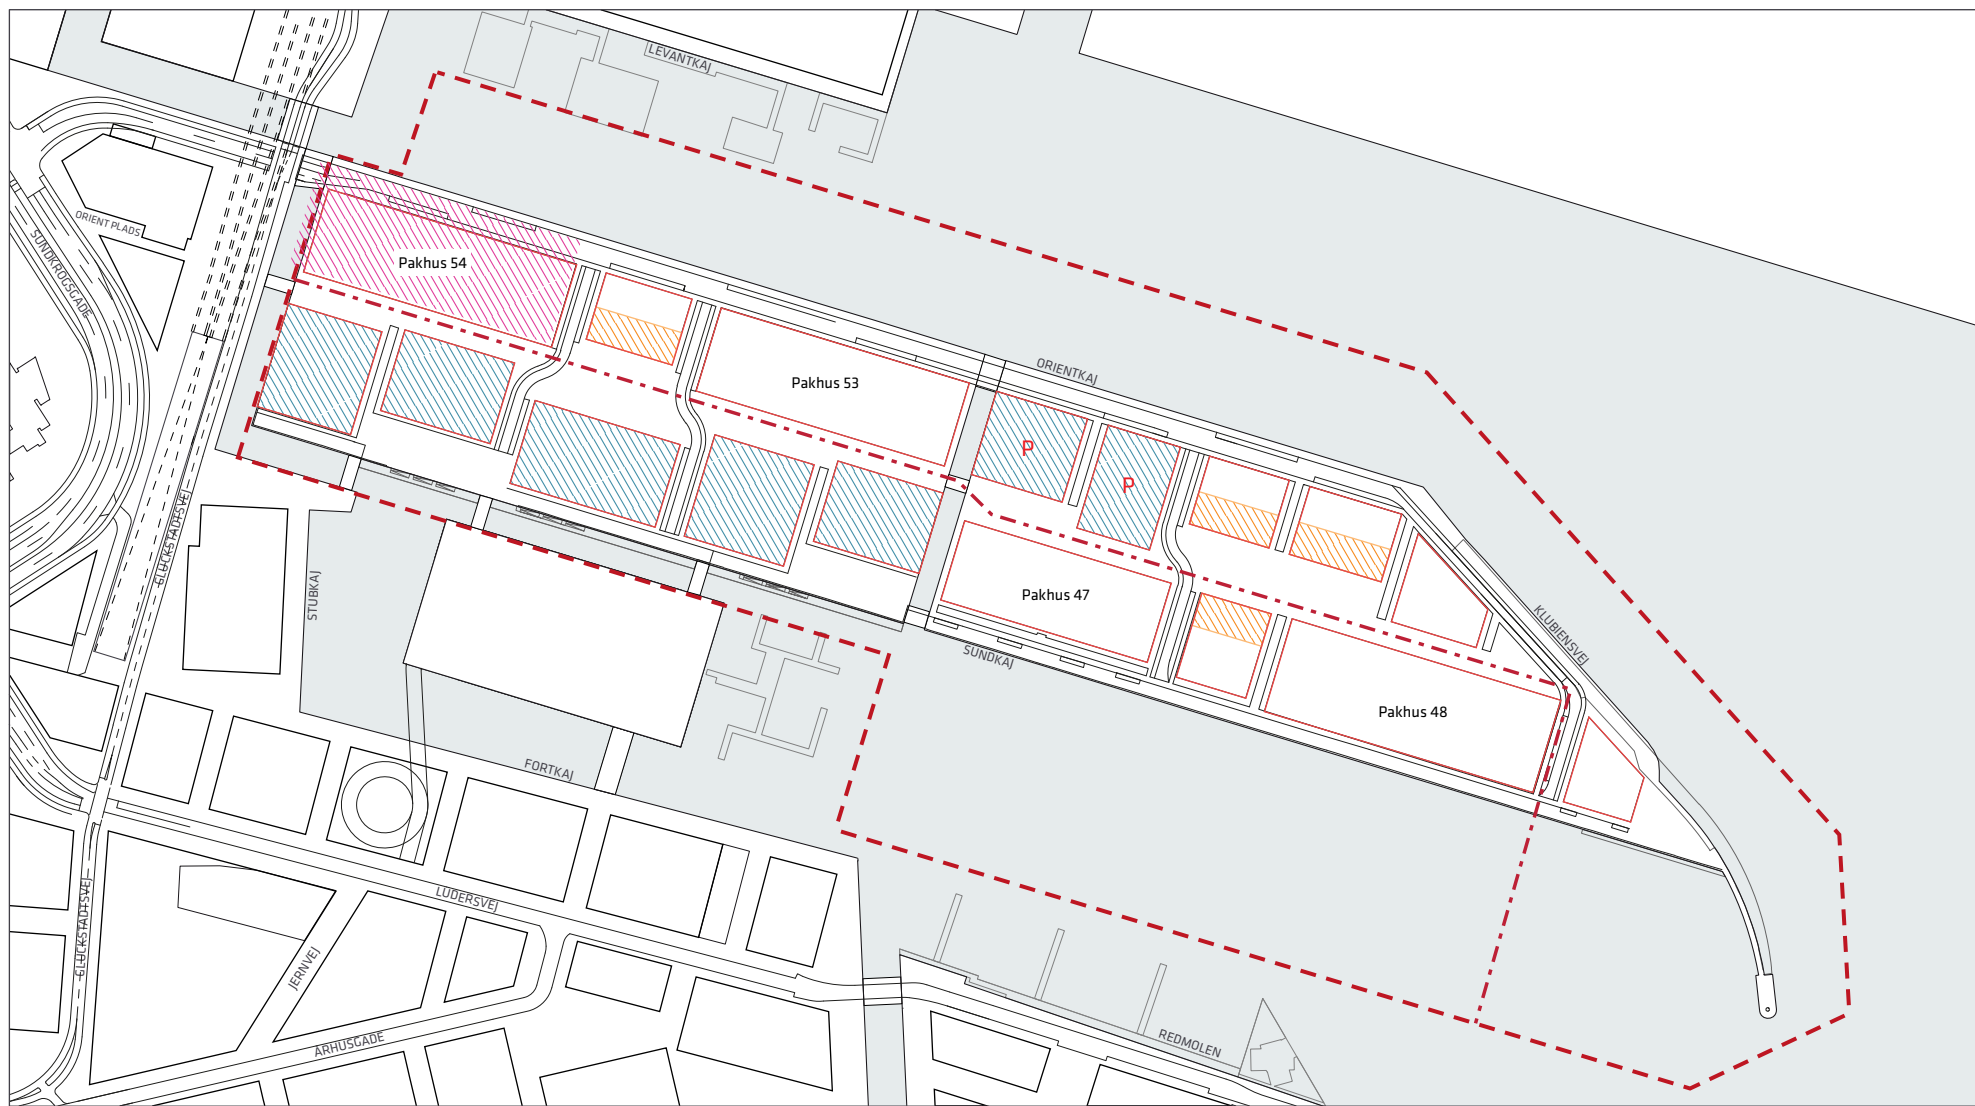 LEVANTKAJ
ORIENT PLADS
SUNDKROGSGADE
Pakhus 54
Pakhus 53
ORIENTKAJ
P
P
GLÜCKSTADTSVEJ
STUBKAJ
Pakhus 47
SUNDKAJ
KLUBIENSVEJ
Pakhus 48
FORTKAJ
LÜDERSVEJ
GLÜCKSTADTSVEJ
JERNVEJ
ÅRHUSGADE
REDMOLEN